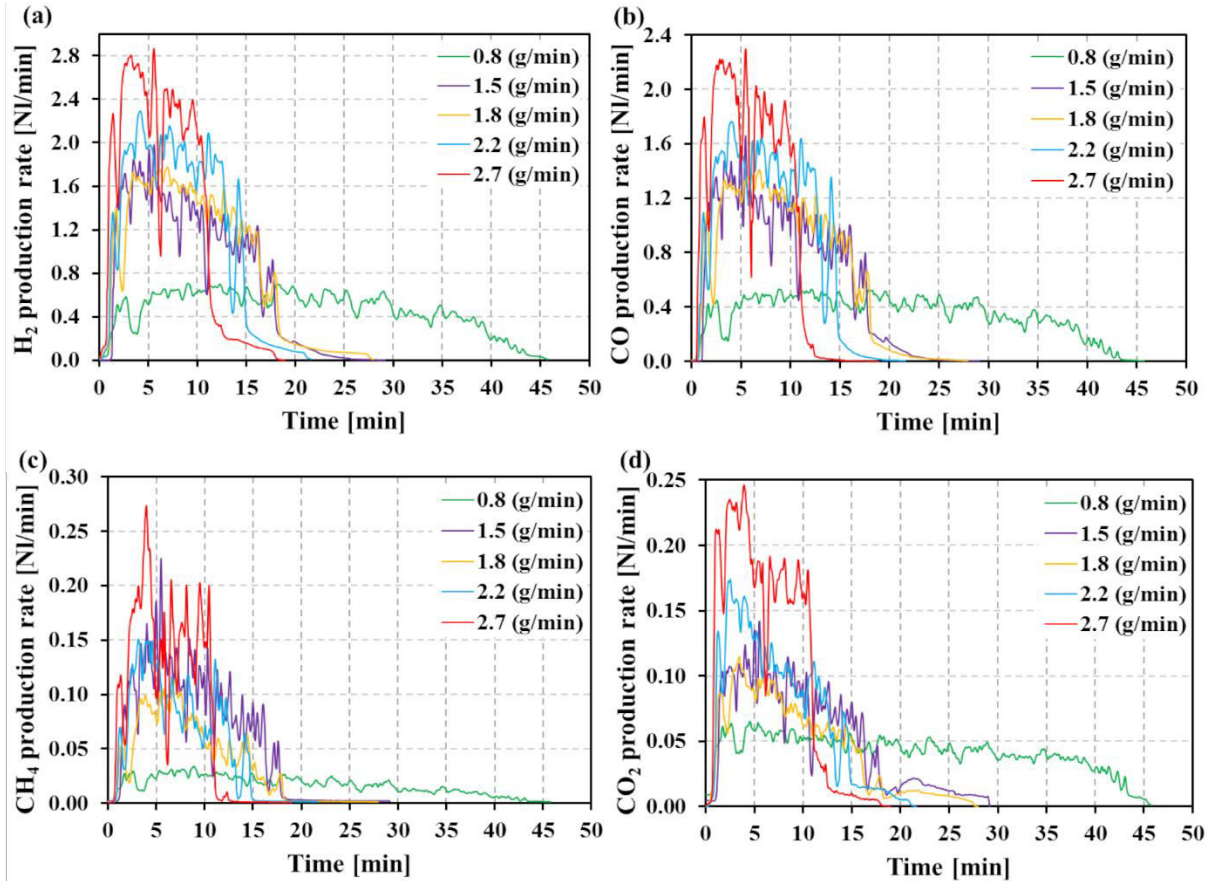 (a)
H₂ production rate [Nl/min]
2.8
2.4
2.0
1.6
1.2
0.8
0.4
0.0
0 5 10 15 20 25 30 35 40 45 50
Time [min]
0.8 (g/min)
1.5 (g/min)
1.8 (g/min)
2.2 (g/min)
2.7 (g/min)
(b)
CO production rate [Nl/min]
2.4
2.0
1.6
1.2
0.8
0.4
0.0
0 5 10 15 20 25 30 35 40 45 50
Time [min]
0.8 (g/min)
1.5 (g/min)
1.8 (g/min)
2.2 (g/min)
2.7 (g/min)
(c)
CH₄ production rate [Nl/min]
0.30
0.25
0.20
0.15
0.10
0.05
0.00
0 5 10 15 20 25 30 35 40 45 50
Time [min]
0.8 (g/min)
1.5 (g/min)
1.8 (g/min)
2.2 (g/min)
2.7 (g/min)
(d)
CO₂ production rate [Nl/min]
0.25
0.20
0.15
0.10
0.05
0.00
0 5 10 15 20 25 30 35 40 45 50
Time [min]
0.8 (g/min)
1.5 (g/min)
1.8 (g/min)
2.2 (g/min)
2.7 (g/min)